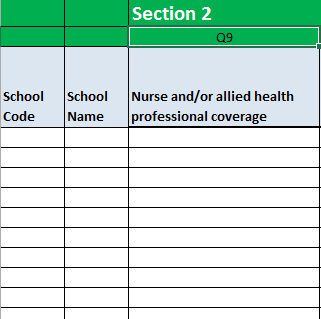 Section 2
Q9
School School Nurse and/or allied health
Code Name professional coverage